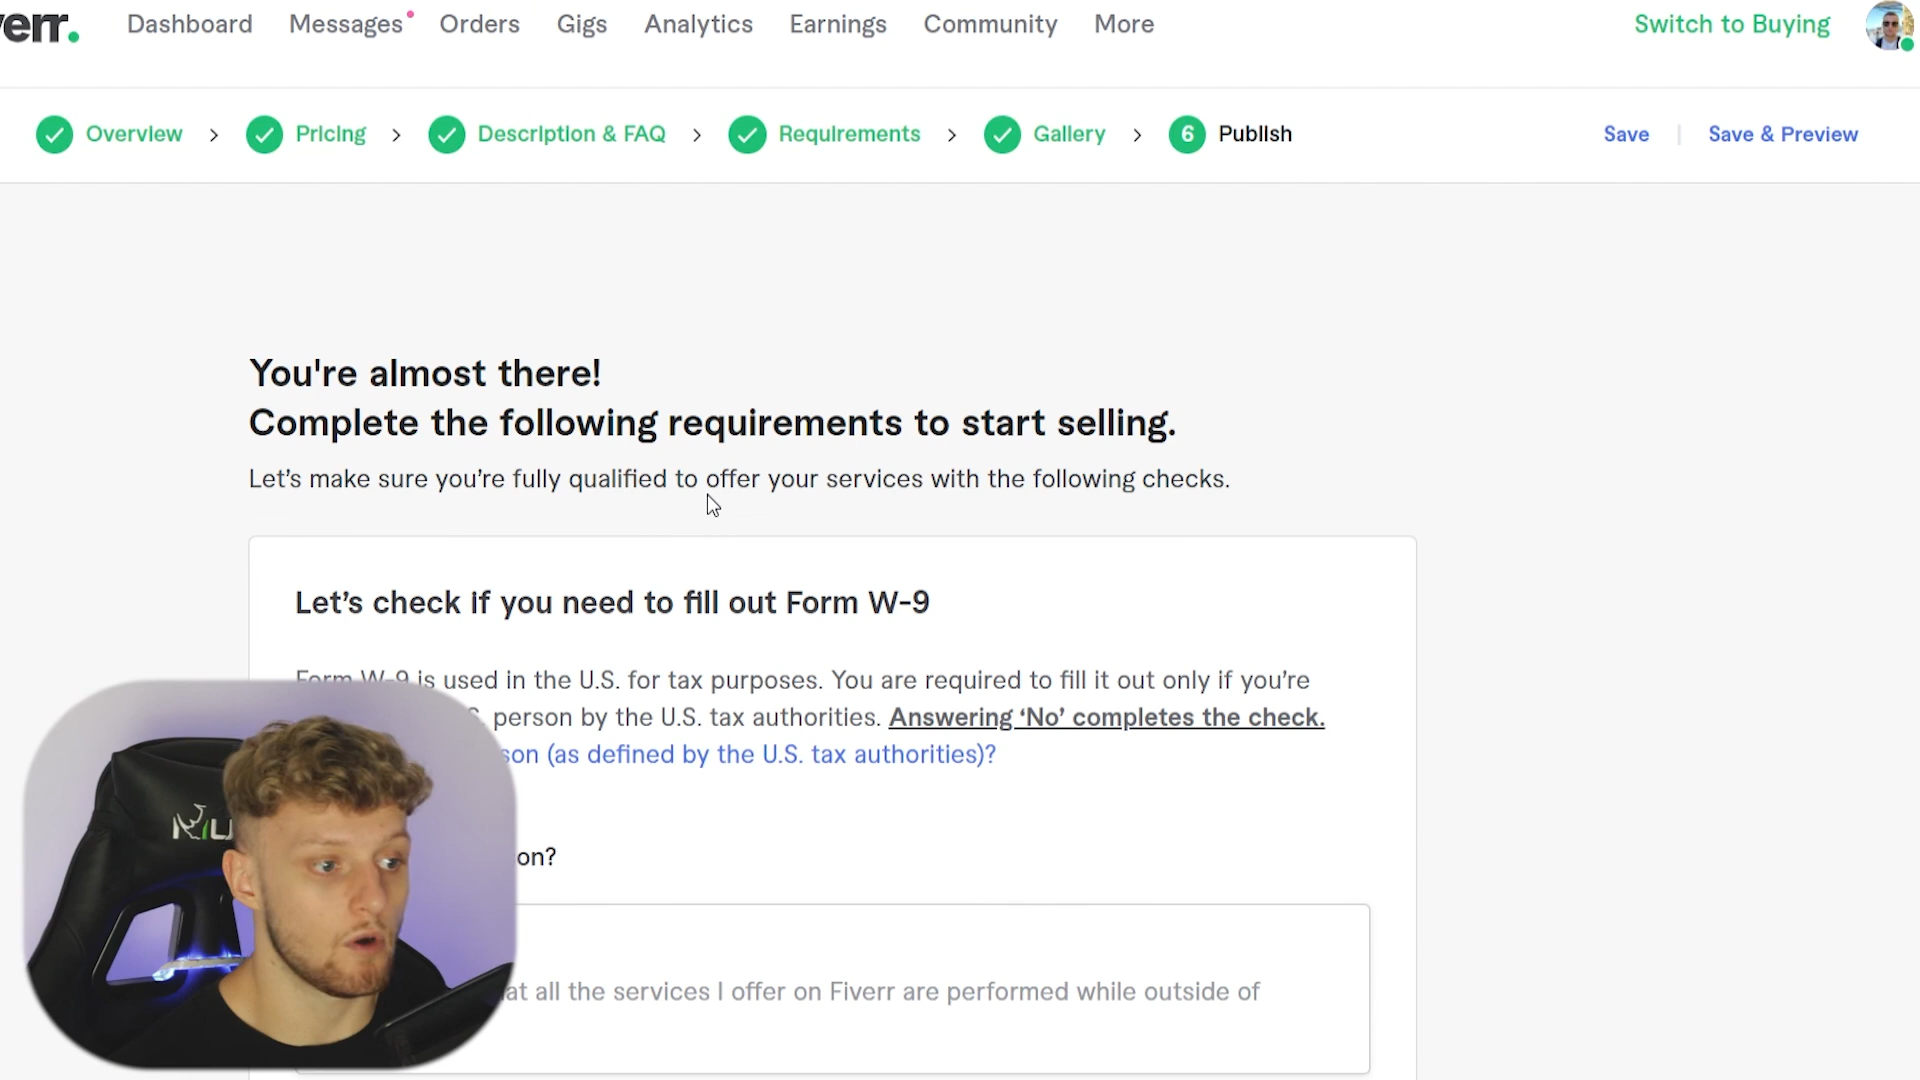 err.
Dashboard Messages Orders Gigs Analytics Earnings Community More Switch to Buying
Overview > Pricing > Description & FAQ > Requirements > Gallery > 6 Publish Save | Save & Preview
You're almost there!
Complete the following requirements to start selling.
Let's make sure you're fully qualified to offer your services with the following checks.
Let's check if you need to fill out Form W-9
Form W-9 is used in the U.S. for tax purposes. You are required to fill it out only if you're
person by the U.S. tax authorities. Answering ‘No’ completes the check.
son (as defined by the U.S. tax authorities)?
on?
at all the services I offer on Fiverr are performed while outside of